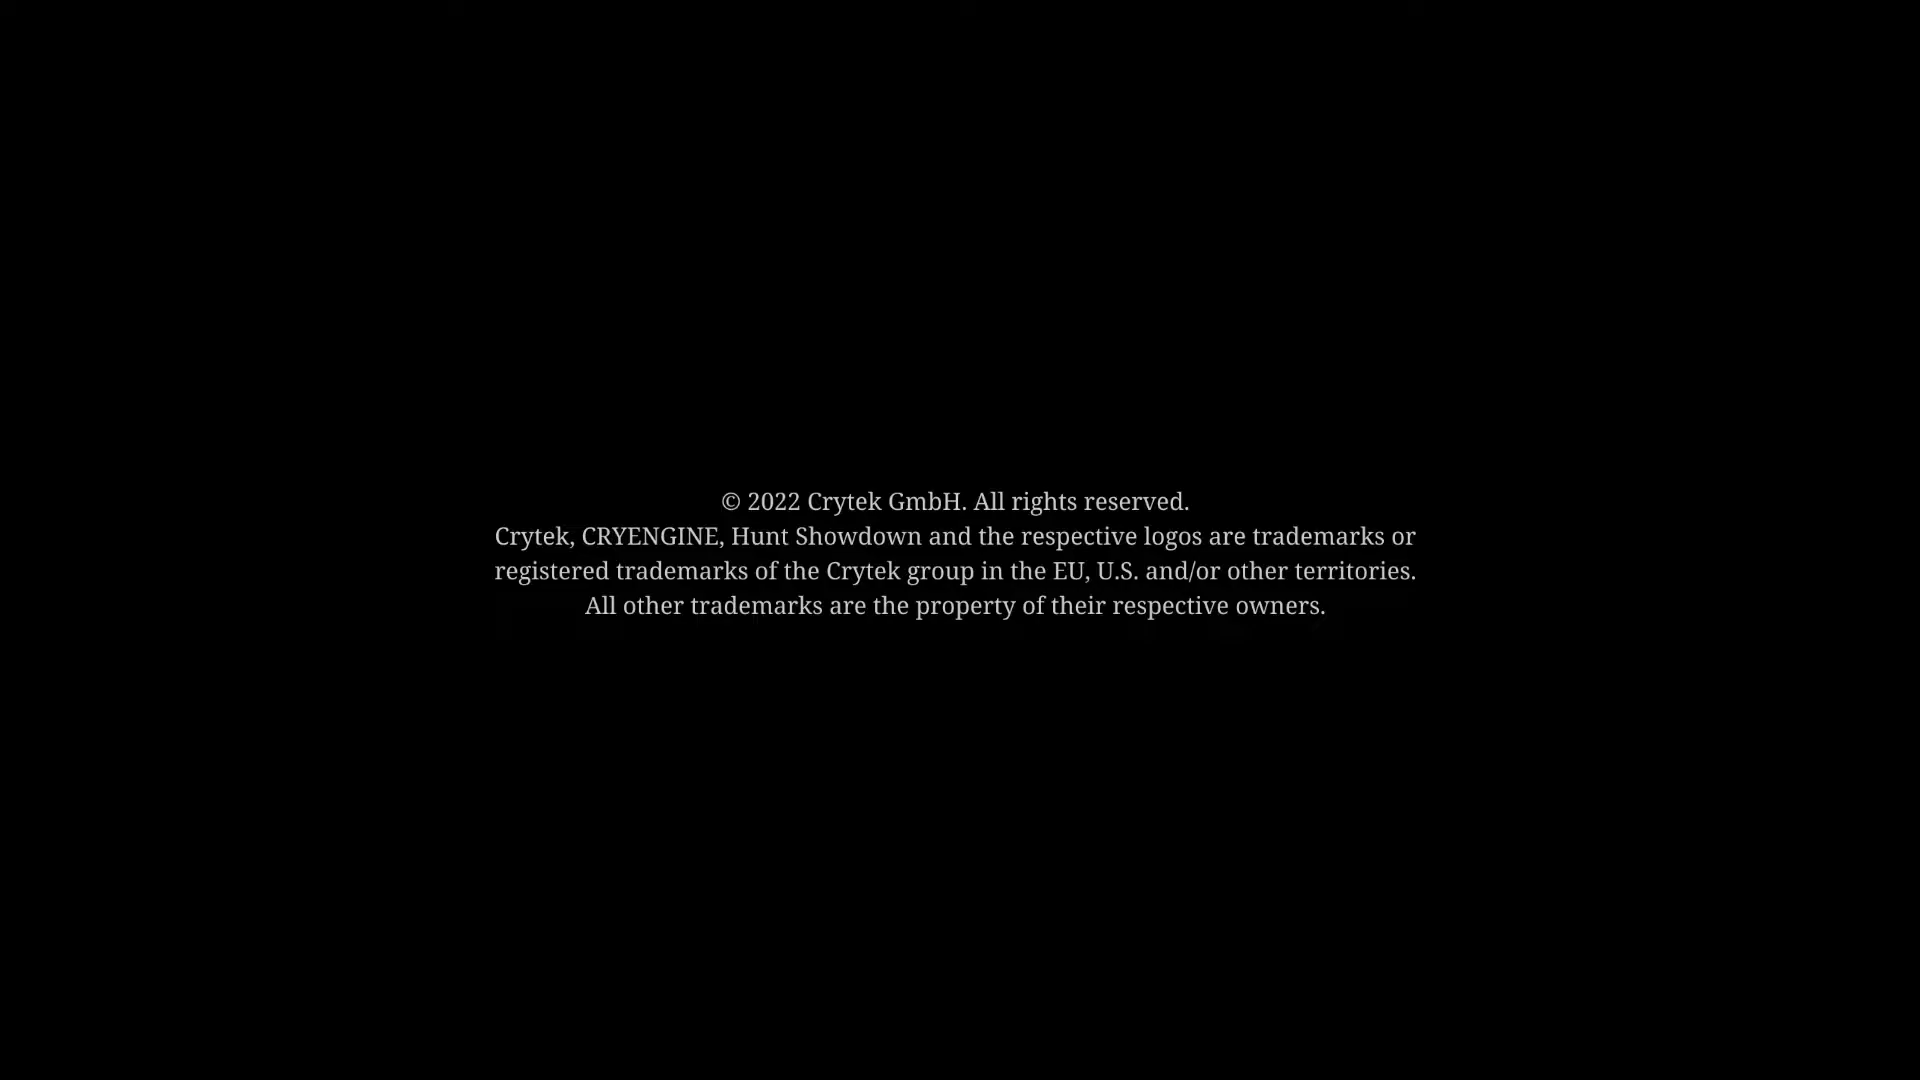 © 2022 Crytek GmbH. All rights reserved.
Crytek, CRYENGINE, Hunt Showdown and the respective logos are trademarks or
registered trademarks of the Crytek group in the EU, U.S. and/or other territories.
All other trademarks are the property of their respective owners.